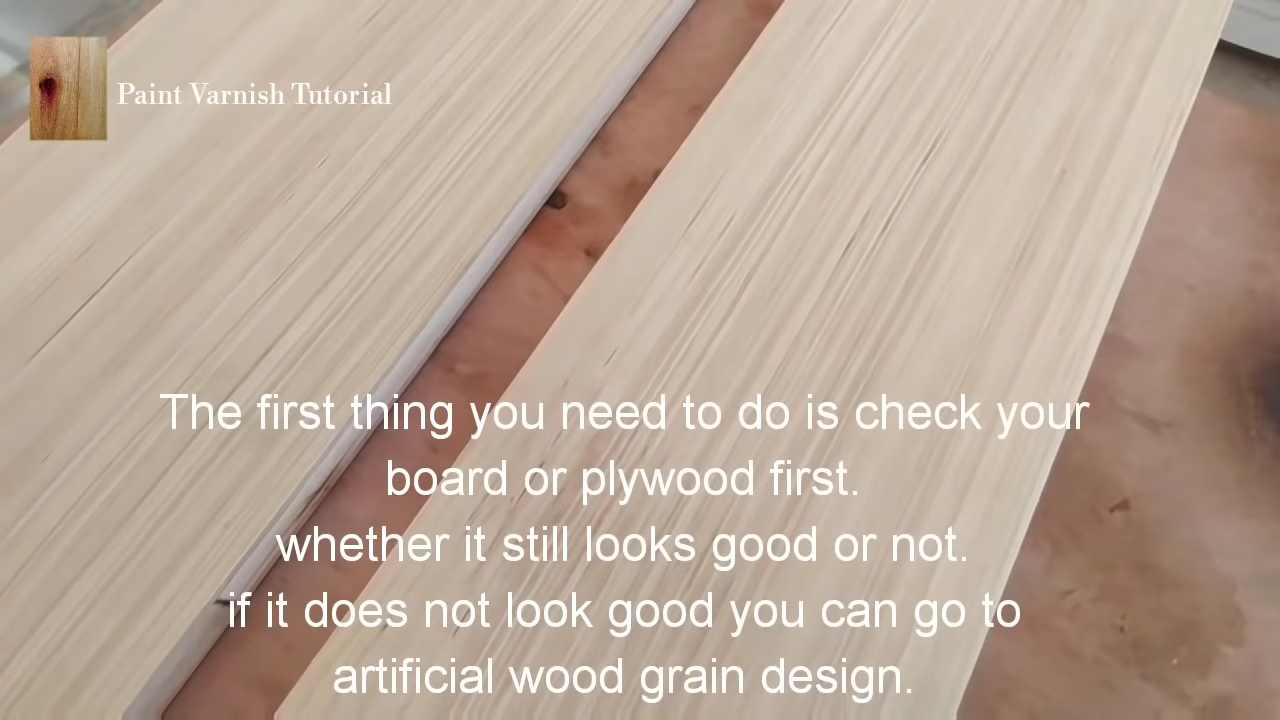 Paint Varnish Tutorial
The first thing you need to do is check your
board or plywood first.
whether it still looks good or not.
if it does not look good you can go to
artificial wood grain design.